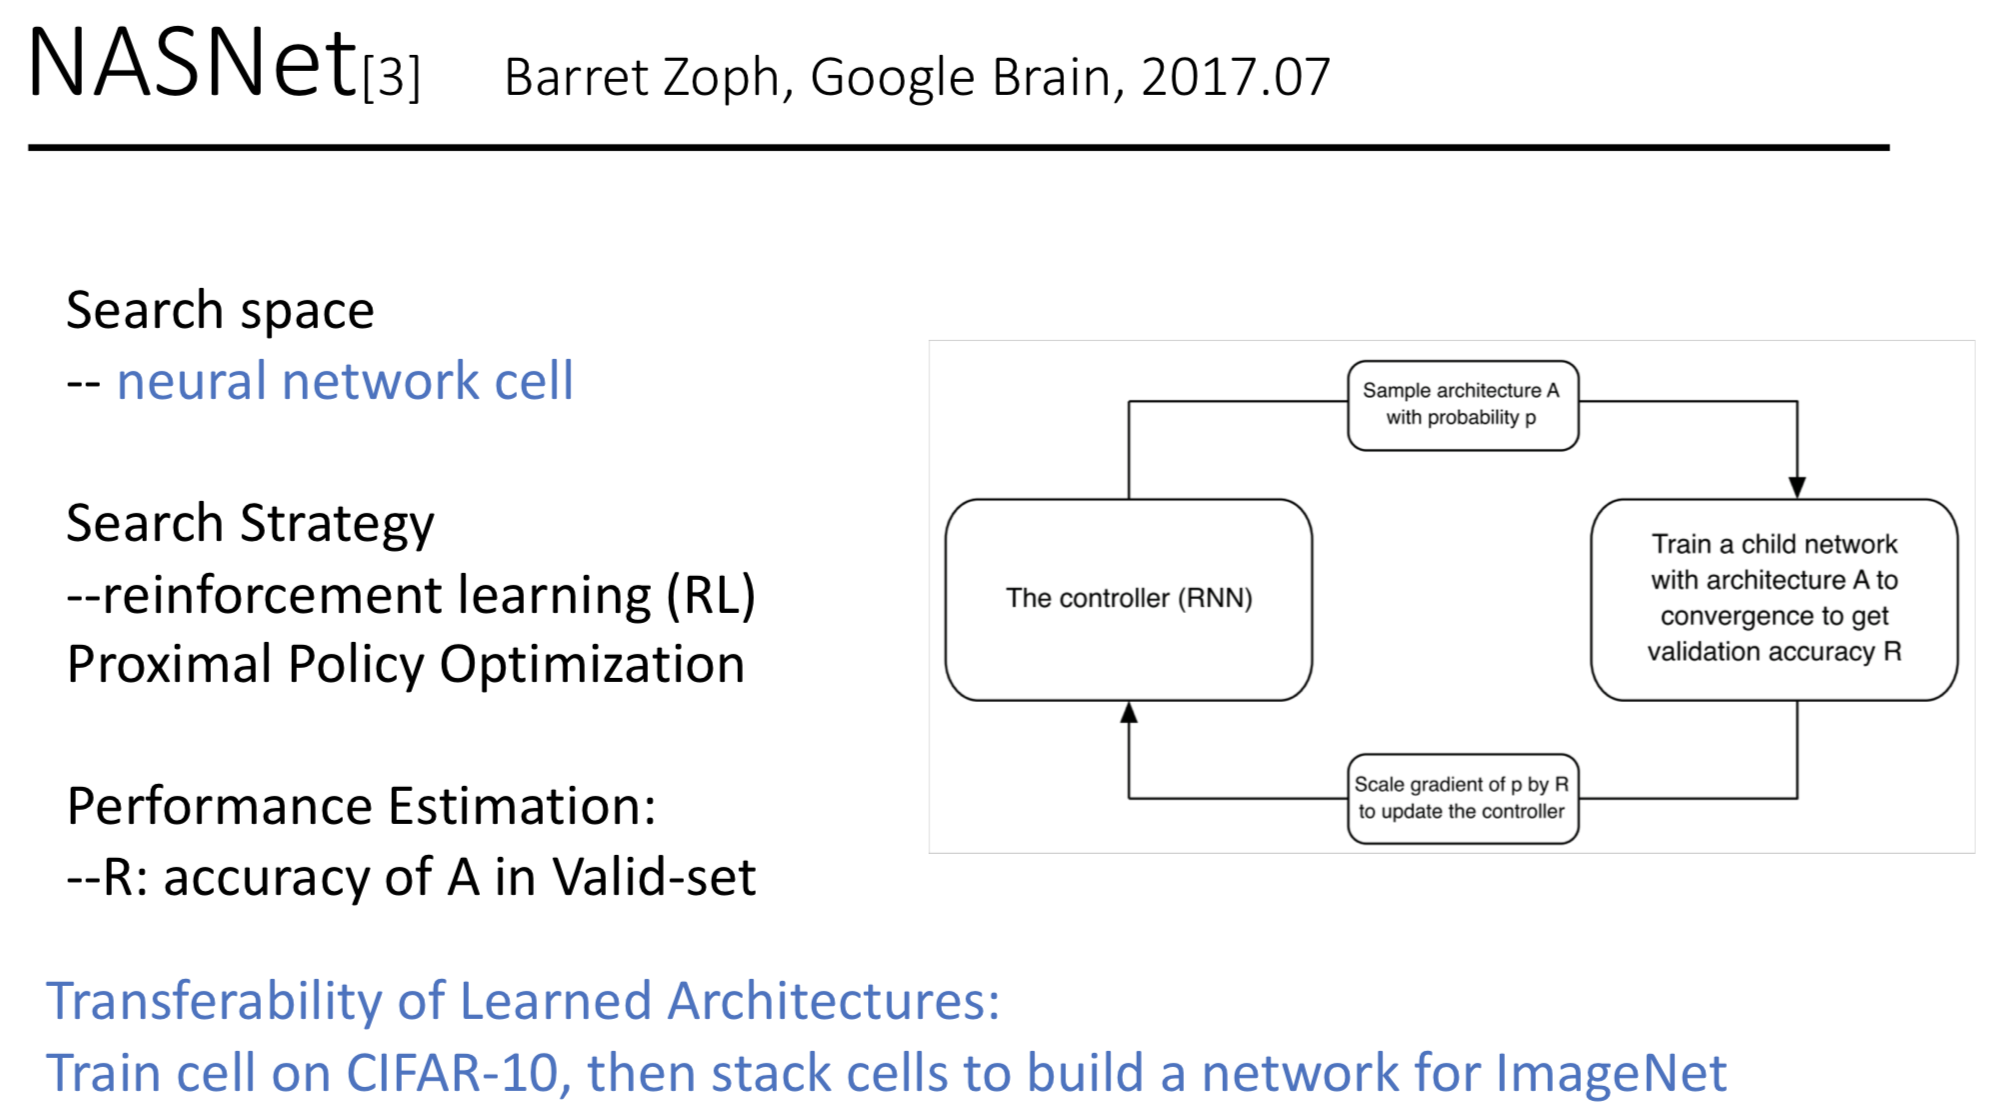 NASNet[3] Barret Zoph, Google Brain, 2017.07
Search space
-- neural network cell
Search Strategy
--reinforcement learning (RL)
Proximal Policy Optimization
Performance Estimation:
--R: accuracy of A in Valid-set
Sample architecture A
with probability p
The controller (RNN)
Train a child network
with architecture A to
convergence to get
validation accuracy R
Scale gradient of p by R
to update the controller
Transferability of Learned Architectures:
Train cell on CIFAR-10, then stack cells to build a network for ImageNet